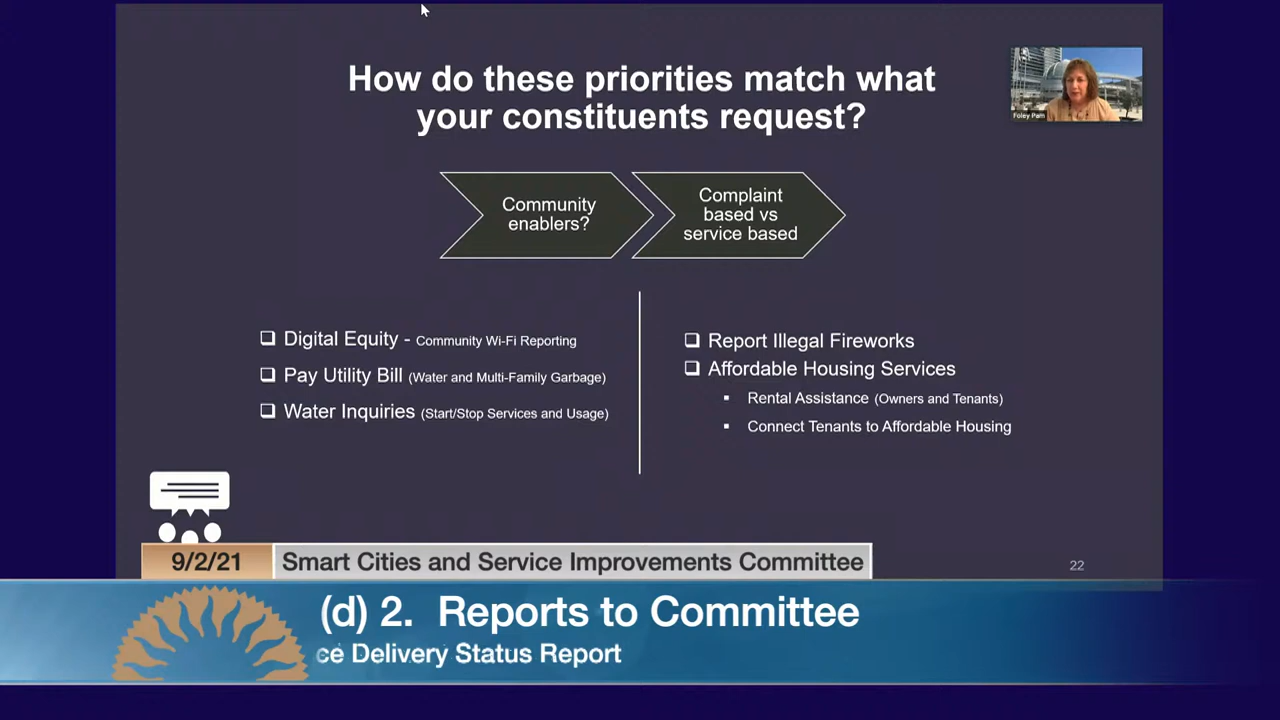 How do these priorities match what
your constituents request?
Foley Pam
Community
enablers?
Complaint
based vs
service based
❑ Digital Equity - Community Wi-Fi Reporting
❑ Pay Utility Bill (Water and Multi-Family Garbage)
❑ Water Inquiries (Start/Stop Services and Usage)
❑ Report Illegal Fireworks
❑ Affordable Housing Services
▪ Rental Assistance (Owners and Tenants)
▪ Connect Tenants to Affordable Housing
9/2/21 Smart Cities and Service Improvements Committee
22
(d) 2. Reports to Committee
ce Delivery Status Report